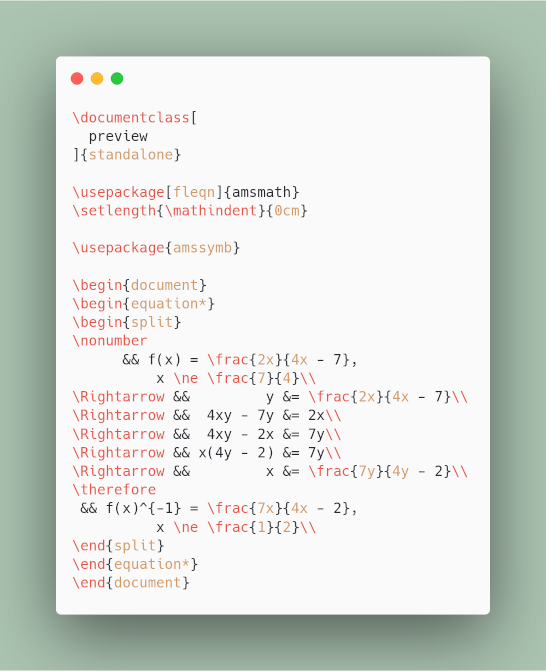 \documentclass[
  preview
]{standalone}

\usepackage[fleqn]{amsmath}
\setlength{\mathindent}{0cm}

\usepackage{amssymb}

\begin{document}
\begin{equation*}
\begin{split}
\nonumber
      && f(x) = \frac{2x}{4x - 7},
          x \ne \frac{7}{4}\\
\Rightarrow &&         y &= \frac{2x}{4x - 7}\\
\Rightarrow &&  4xy - 7y &= 2x\\
\Rightarrow &&  4xy - 2x &= 7y\\
\Rightarrow && x(4y - 2) &= 7y\\
\Rightarrow &&         x &= \frac{7y}{4y - 2}\\
\therefore
 && f(x)^{-1} = \frac{7x}{4x - 2},
          x \ne \frac{1}{2}\\
\end{split}
\end{equation*}
\end{document}